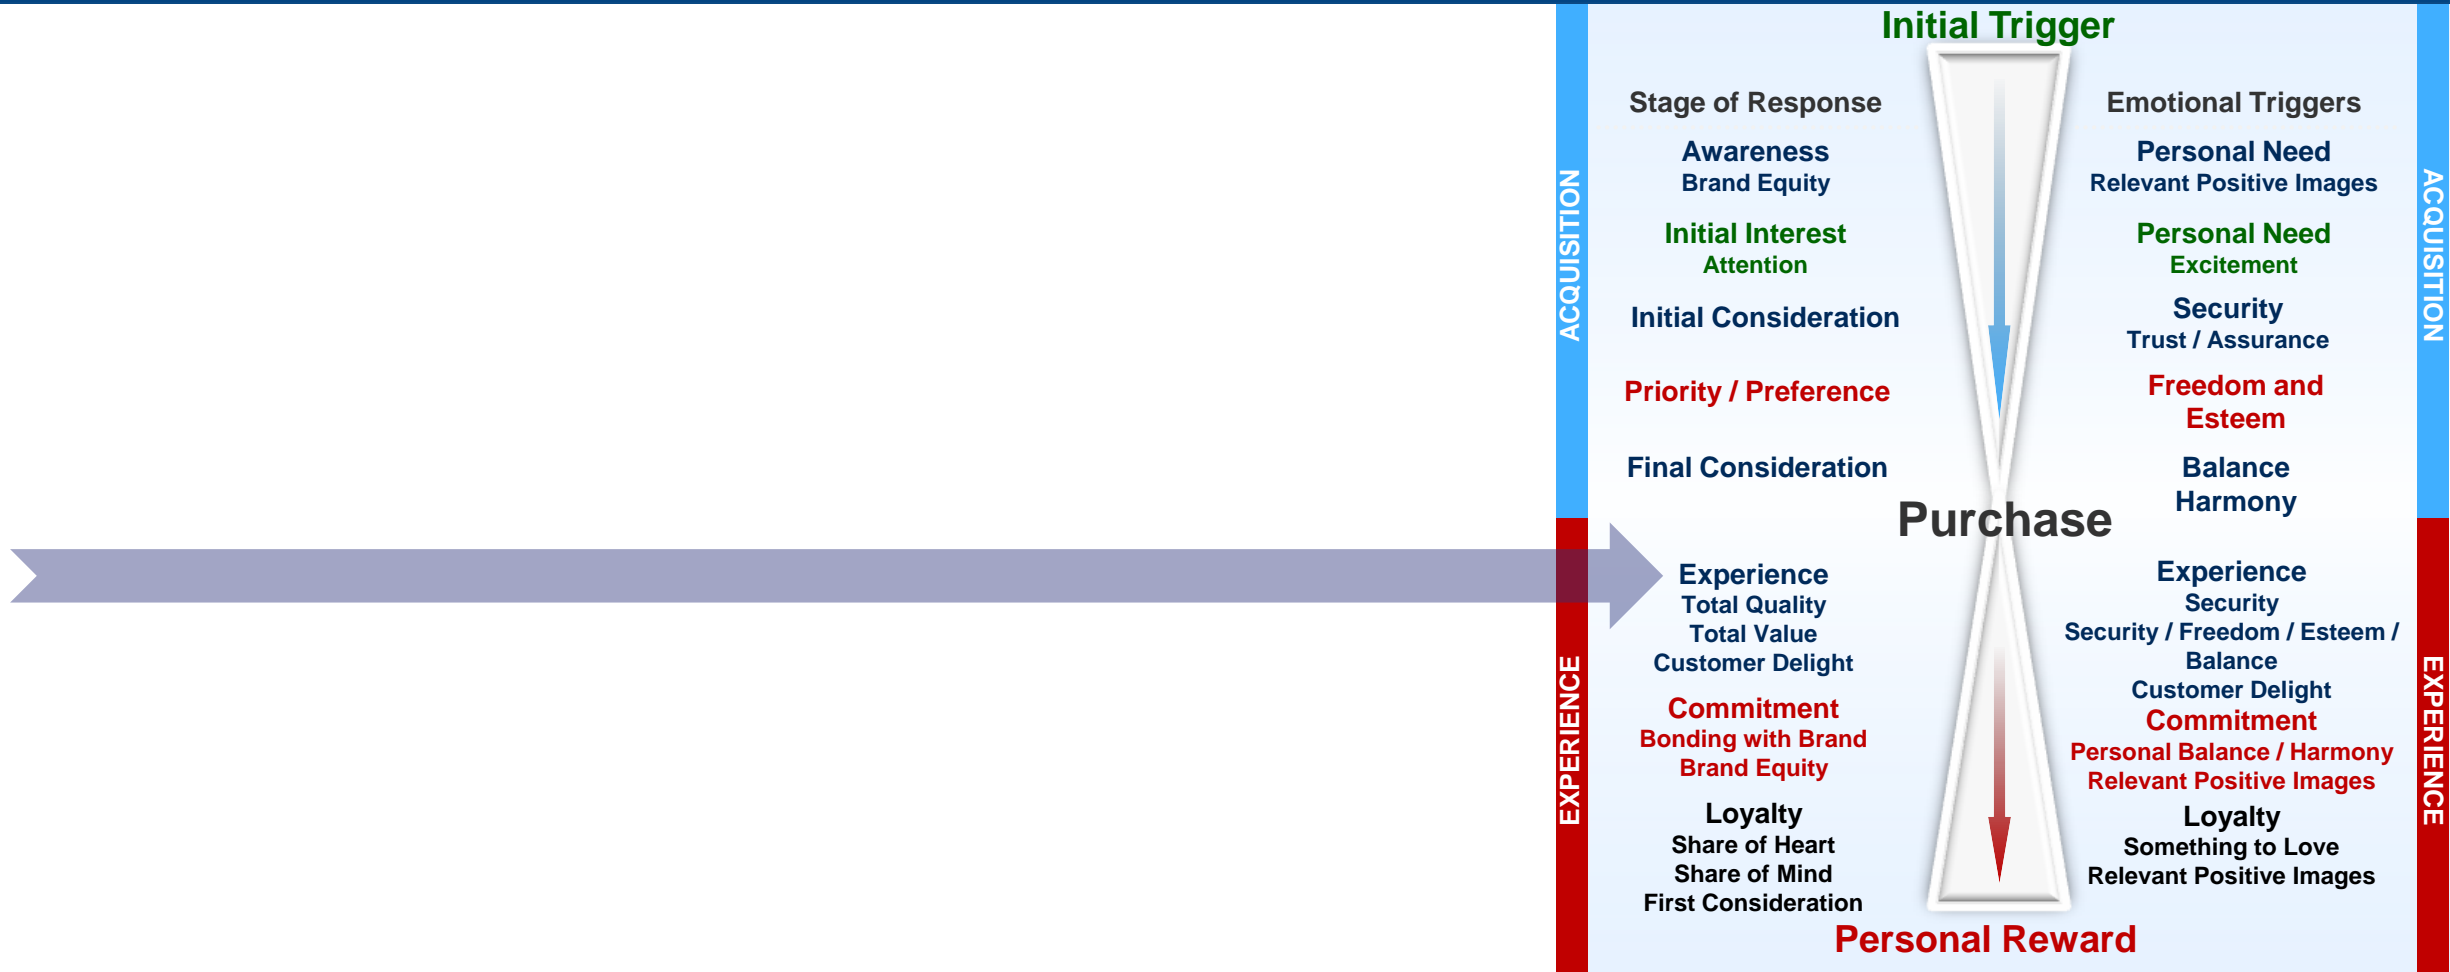 Initial Trigger
ACQUISITION
Stage of Response
Awareness
Brand Equity
Initial Interest
Attention
Initial Consideration
Priority / Preference
Final Consideration
Emotional Triggers
Personal Need
Relevant Positive Images
Personal Need
Excitement
Security
Trust / Assurance
Freedom and
Esteem
Balance
Harmony
ACQUISITION
Purchase
EXPERIENCE
Experience
Total Quality
Total Value
Customer Delight
Commitment
Bonding with Brand
Brand Equity
Loyalty
Share of Heart
Share of Mind
First Consideration
Experience
Security
Security / Freedom / Esteem /
Balance
Customer Delight
Commitment
Personal Balance / Harmony
Relevant Positive Images
Loyalty
Something to Love
Relevant Positive Images
EXPERIENCE
Personal Reward